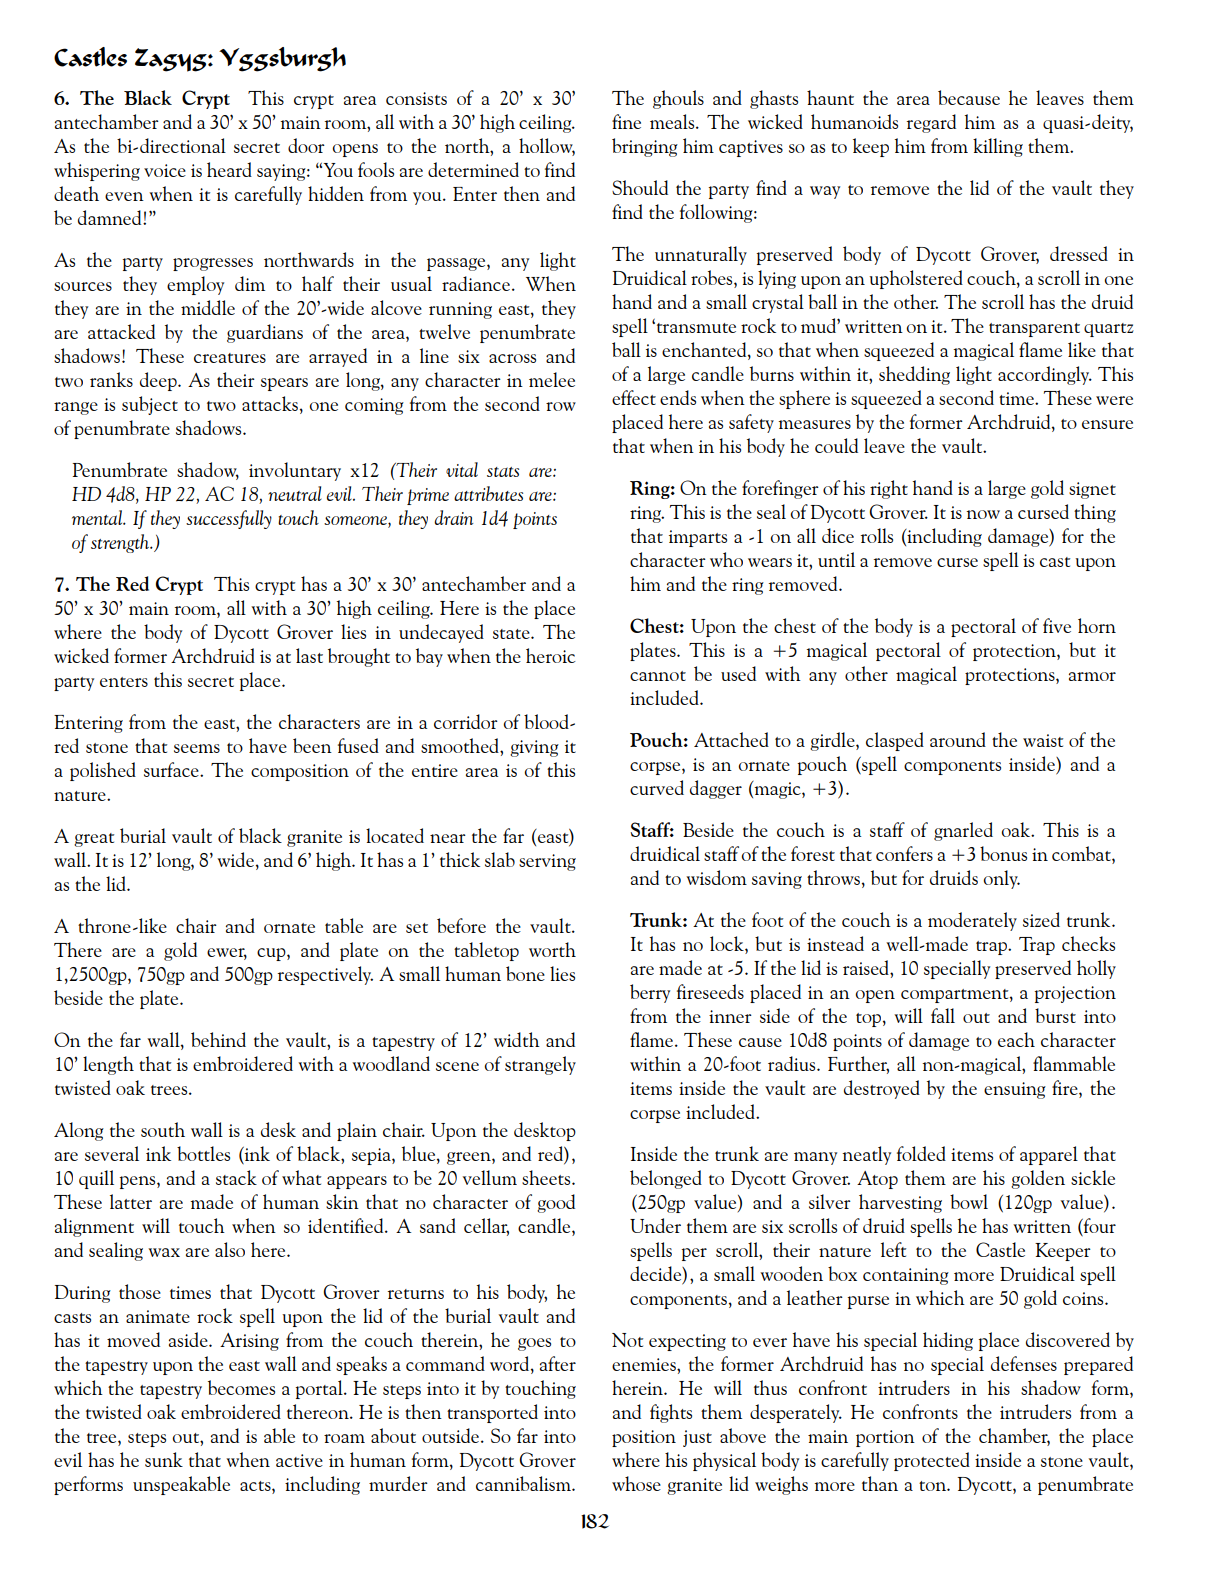 Castles Zagyg: Yggsburgh
6. The Black Crypt This crypt area consists of a 20’ x 30’
antechamber and a 30’ x 50’ main room, all with a 30’ high ceiling.
As the bi-directional secret door opens to the north, a hollow,
whispering voice is heard saying: “You fools are determined to find
death even when it is carefully hidden from you. Enter then and
be damned!”
As the party progresses northwards in the passage, any light
sources they employ dim to half their usual radiance. When
they are in the middle of the 20’-wide alcove running east, they
are attacked by the guardians of the area, twelve penumbrate
shadows! These creatures are arrayed in a line six across and
two ranks deep. As their spears are long, any character in melee
range is subject to two attacks, one coming from the second row
of penumbrate shadows.
Penumbrate shadow, involuntary x12 (Their vital stats are:
HD 4d8, HP 22, AC 18, neutral evil. Their prime attributes are:
mental. If they successfully touch someone, they drain 1d4 points
of strength.)
7. The Red Crypt This crypt has a 30’ x 30’ antechamber and a
50’ x 30’ main room, all with a 30’ high ceiling. Here is the place
where the body of Dycott Grover lies in undecayed state. The
wicked former Archdruid is at last brought to bay when the heroic
party enters this secret place.
Entering from the east, the characters are in a corridor of blood-
red stone that seems to have been fused and smoothed, giving it
a polished surface. The composition of the entire area is of this
nature.
A great burial vault of black granite is located near the far (east)
wall. It is 12’ long, 8’ wide, and 6’ high. It has a 1’ thick slab serving
as the lid.
A throne-like chair and ornate table are set before the vault.
There are a gold ewer, cup, and plate on the tabletop worth
1,2500gp, 750gp and 500gp respectively. A small human bone lies
beside the plate.
On the far wall, behind the vault, is a tapestry of 12’ width and
10’ length that is embroidered with a woodland scene of strangely
twisted oak trees.
Along the south wall is a desk and plain chair. Upon the desktop
are several ink bottles (ink of black, sepia, blue, green, and red),
10 quill pens, and a stack of what appears to be 20 vellum sheets.
These latter are made of human skin that no character of good
alignment will touch when so identified. A sand cellar, candle,
and sealing wax are also here.
During those times that Dycott Grover returns to his body, he
casts an animate rock spell upon the lid of the burial vault and
has it moved aside. Arising from the couch therein, he goes to
the tapestry upon the east wall and speaks a command word, after
which the tapestry becomes a portal. He steps into it by touching
the twisted oak embroidered thereon. He is then transported into
the tree, steps out, and is able to roam about outside. So far into
evil has he sunk that when active in human form, Dycott Grover
performs unspeakable acts, including murder and cannibalism.
The ghouls and ghasts haunt the area because he leaves them
fine meals. The wicked humanoids regard him as a quasi-deity,
bringing him captives so as to keep him from killing them.
Should the party find a way to remove the lid of the vault they
find the following:
The unnaturally preserved body of Dycott Grover, dressed in
Druidical robes, is lying upon an upholstered couch, a scroll in one
hand and a small crystal ball in the other. The scroll has the druid
spell ‘transmute rock to mud’ written on it. The transparent quartz
ball is enchanted, so that when squeezed a magical flame like that
of a large candle burns within it, shedding light accordingly. This
effect ends when the sphere is squeezed a second time. These were
placed here as safety measures by the former Archdruid, to ensure
that when in his body he could leave the vault.
Ring: On the forefinger of his right hand is a large gold signet
ring. This is the seal of Dycott Grover. It is now a cursed thing
that imparts a -1 on all dice rolls (including damage) for the
character who wears it, until a remove curse spell is cast upon
him and the ring removed.
Chest: Upon the chest of the body is a pectoral of five horn
plates. This is a +5 magical pectoral of protection, but it
cannot be used with any other magical protections, armor
included.
Pouch: Attached to a girdle, clasped around the waist of the
corpse, is an ornate pouch (spell components inside) and a
curved dagger (magic, +3).
Staff: Beside the couch is a staff of gnarled oak. This is a
druidical staff of the forest that confers a +3 bonus in combat,
and to wisdom saving throws, but for druids only.
Trunk: At the foot of the couch is a moderately sized trunk.
It has no lock, but is instead a well-made trap. Trap checks
are made at -5. If the lid is raised, 10 specially preserved holly
berry fireseeds placed in an open compartment, a projection
from the inner side of the top, will fall out and burst into
flame. These cause 10d8 points of damage to each character
within a 20-foot radius. Further, all non-magical, flammable
items inside the vault are destroyed by the ensuing fire, the
corpse included.
Inside the trunk are many neatly folded items of apparel that
belonged to Dycott Grover. Atop them are his golden sickle
(250gp value) and a silver harvesting bowl (120gp value).
Under them are six scrolls of druid spells he has written (four
spells per scroll, their nature left to the Castle Keeper to
decide), a small wooden box containing more Druidical spell
components, and a leather purse in which are 50 gold coins.
Not expecting to ever have his special hiding place discovered by
enemies, the former Archdruid has no special defenses prepared
herein. He will thus confront intruders in his shadow form,
and fights them desperately. He confronts the intruders from a
position just above the main portion of the chamber, the place
where his physical body is carefully protected inside a stone vault,
whose granite lid weighs more than a ton. Dycott, a penumbrate
182